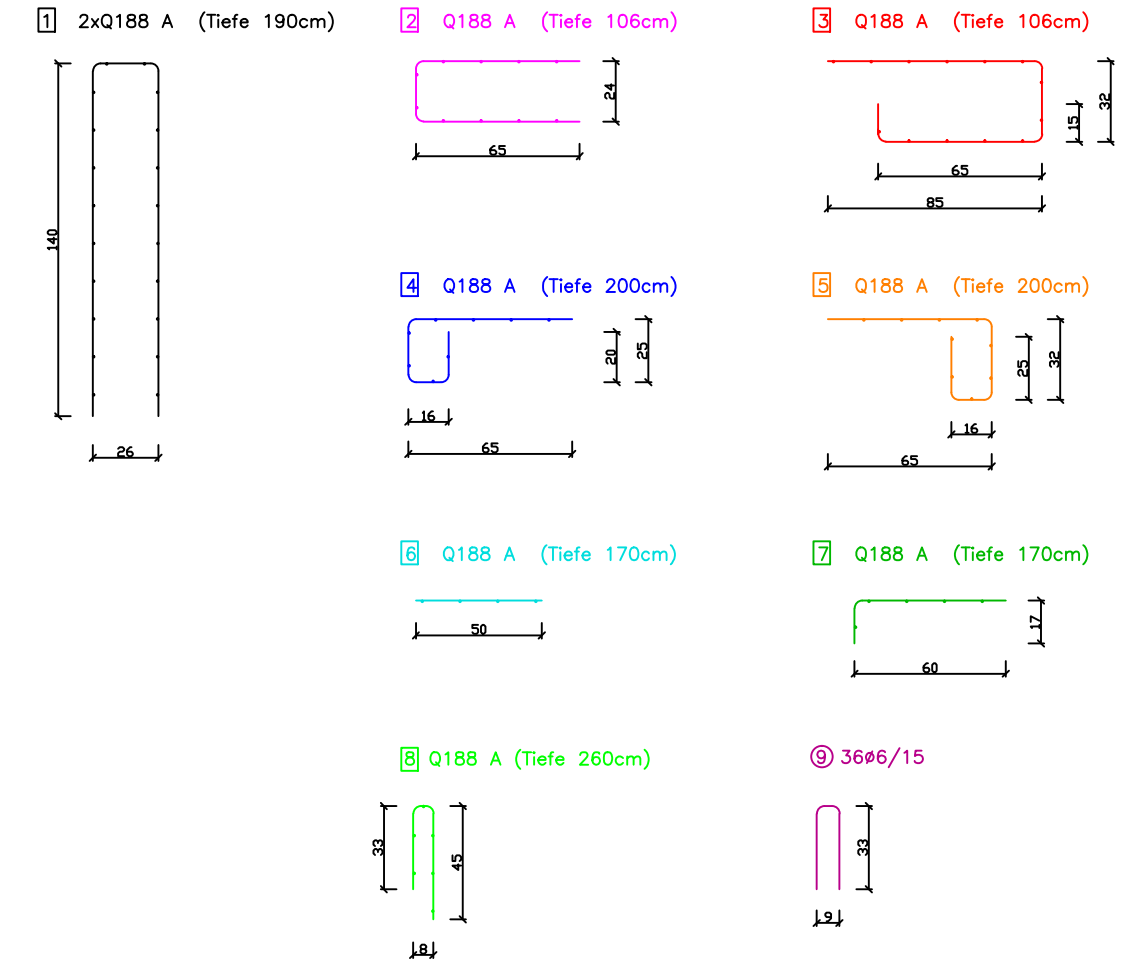 1 2xQ188 A (Tiefe 190cm)
140
26
2 Q188 A (Tiefe 106cm)
24
65
3 Q188 A (Tiefe 106cm)
32
15
65
85
4 Q188 A (Tiefe 200cm)
20
25
16
65
5 Q188 A (Tiefe 200cm)
25
32
16
65
6 Q188 A (Tiefe 170cm)
50
7 Q188 A (Tiefe 170cm)
17
60
8 Q188 A (Tiefe 260cm)
33
45
8
9 36ø6/15
33
9